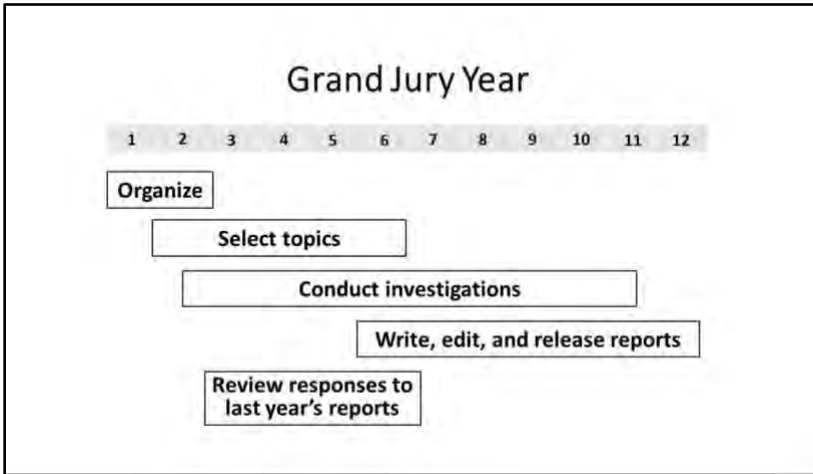 Grand Jury Year
1 2 3 4 5 6 7 8 9 10 11 12
Organize
Select topics
Conduct investigations
Write, edit, and release reports
Review responses to
last year's reports